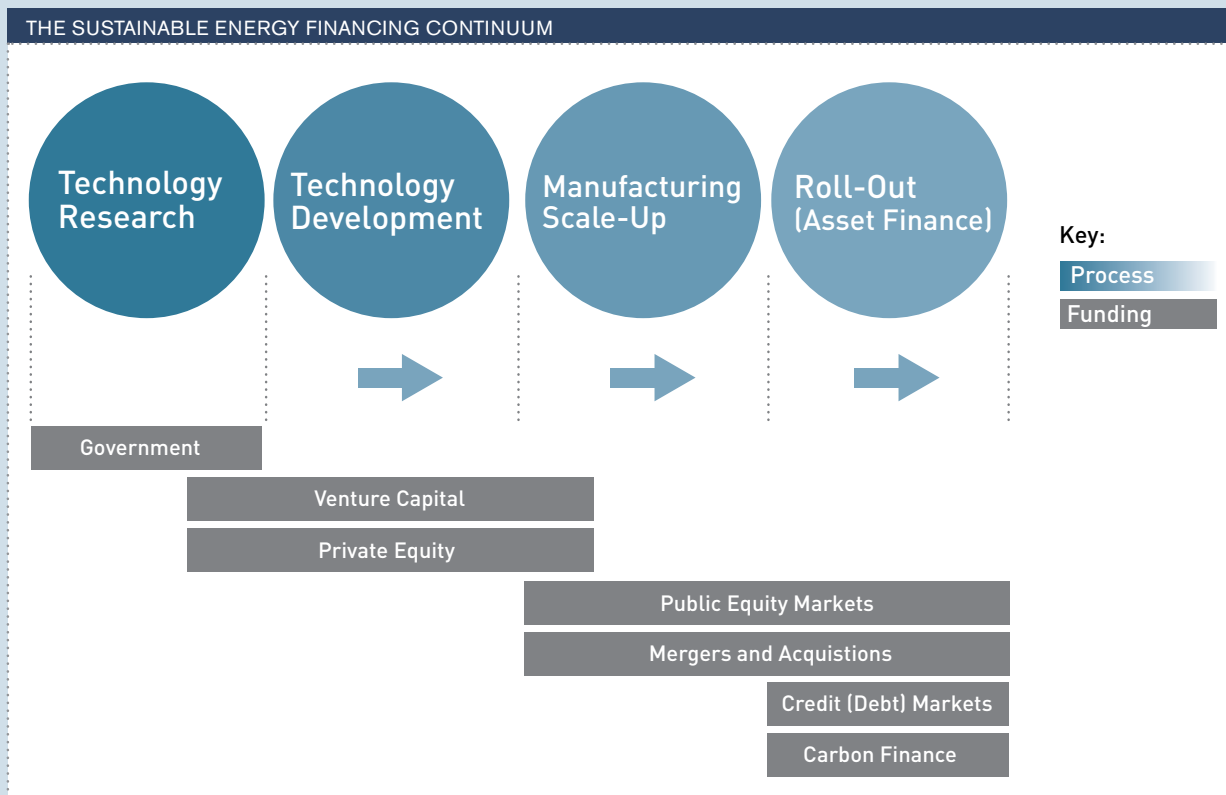 THE SUSTAINABLE ENERGY FINANCING CONTINUUM
Technology
Research
Technology
Development
Manufacturing
Scale-Up
Roll-Out
(Asset Finance)
Key:
Process
Funding
Government
Venture Capital
Private Equity
Public Equity Markets
Mergers and Acquistions
Credit (Debt) Markets
Carbon Finance